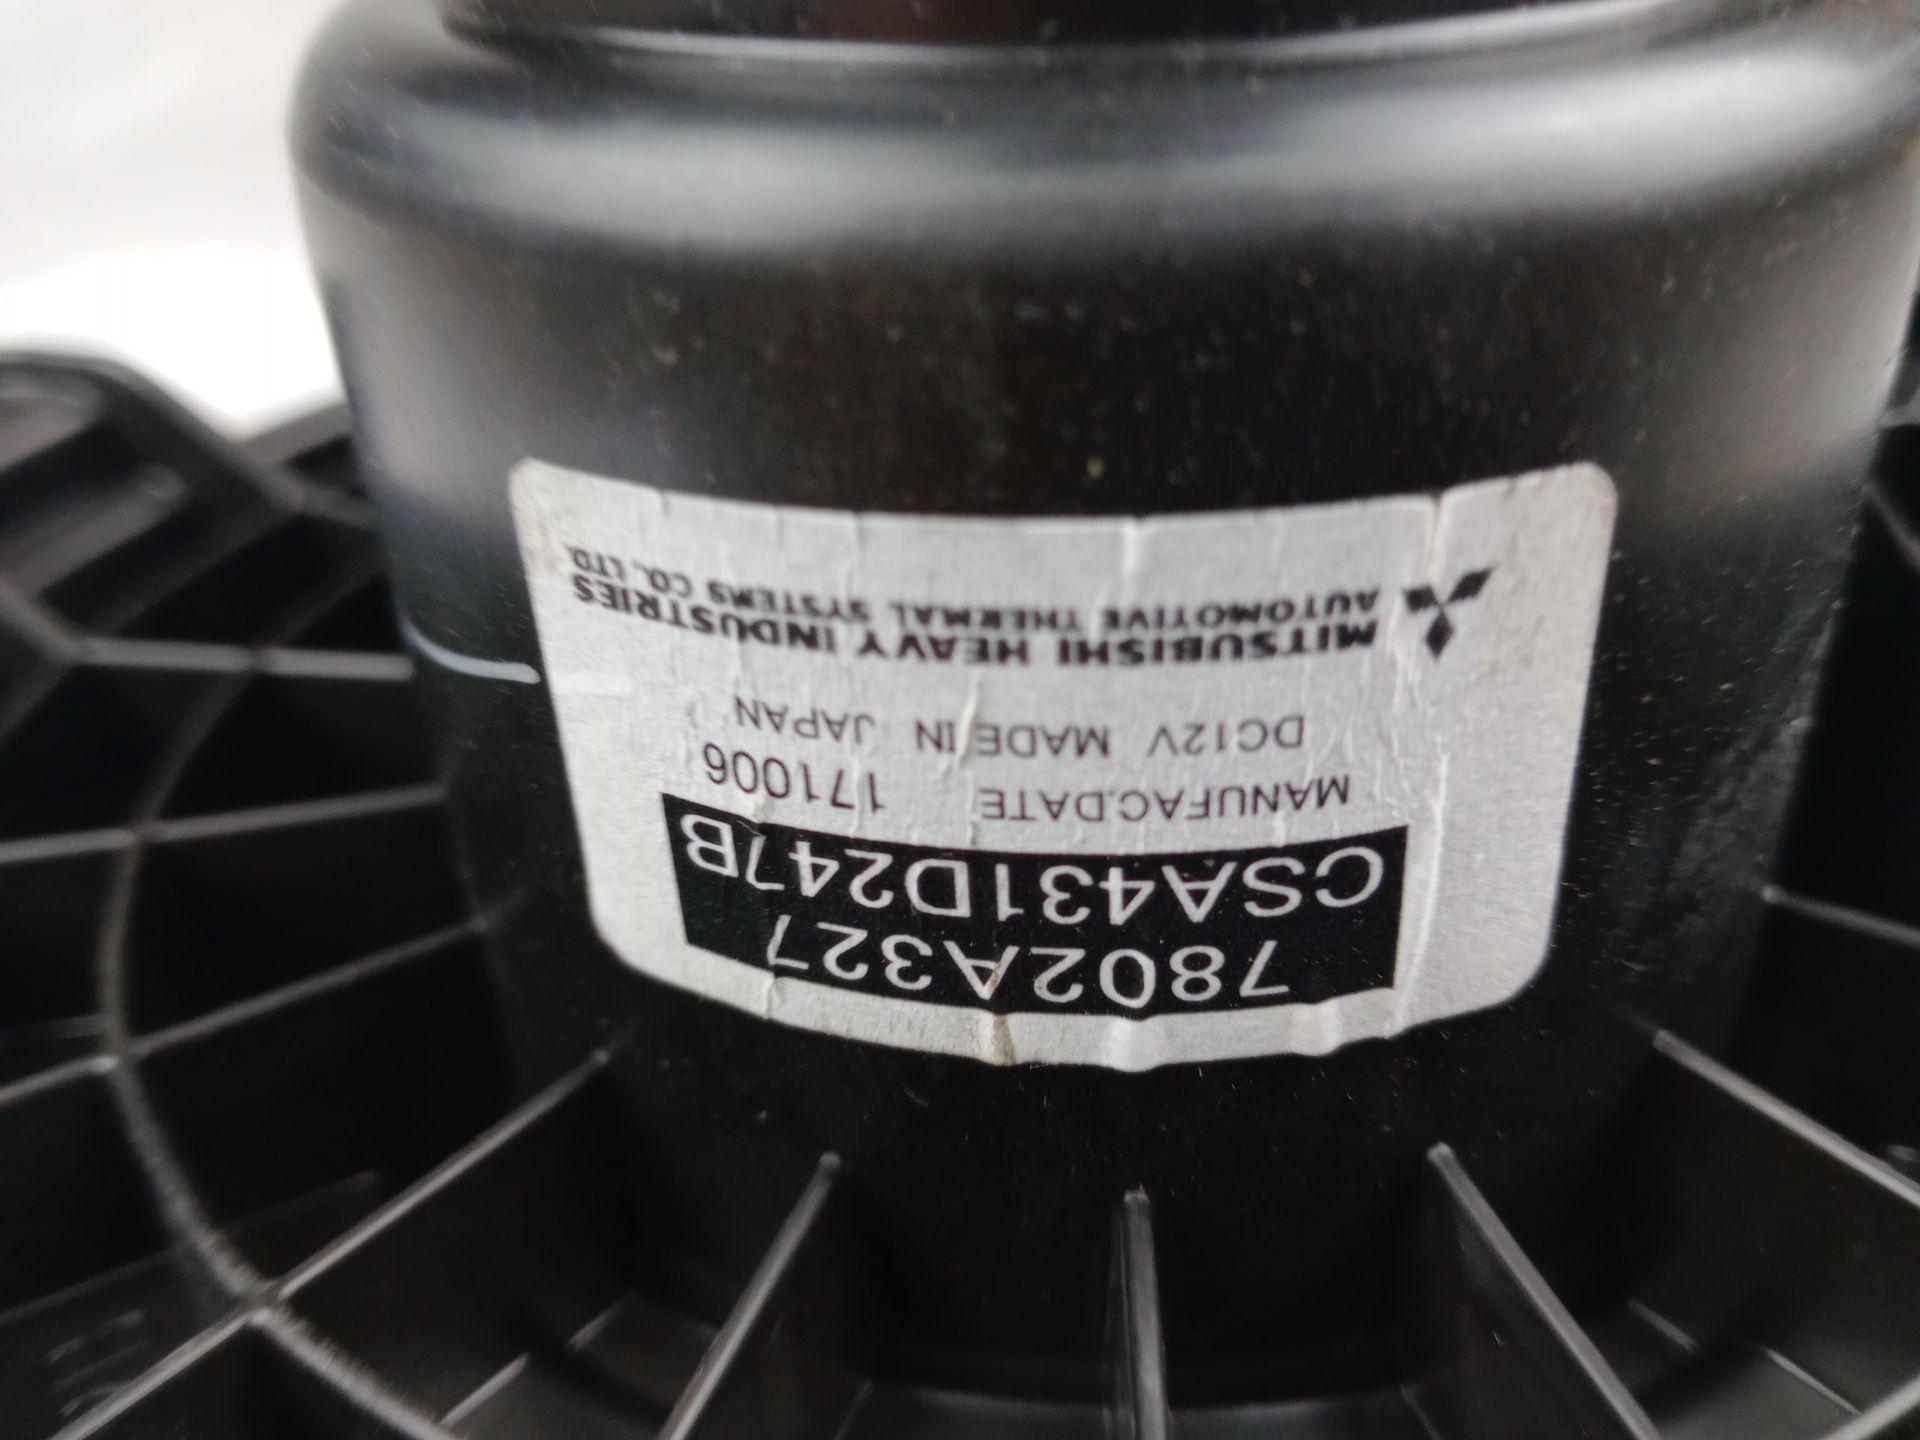 7802A327
CSA431D247B
MANUFAC.DATE 171006
DC12V MADE IN JAPAN
MITSUBISHI HEAVY INDUSTRIES
AUTOMOTIVE THERMAL SYSTEMS CO., LTD.